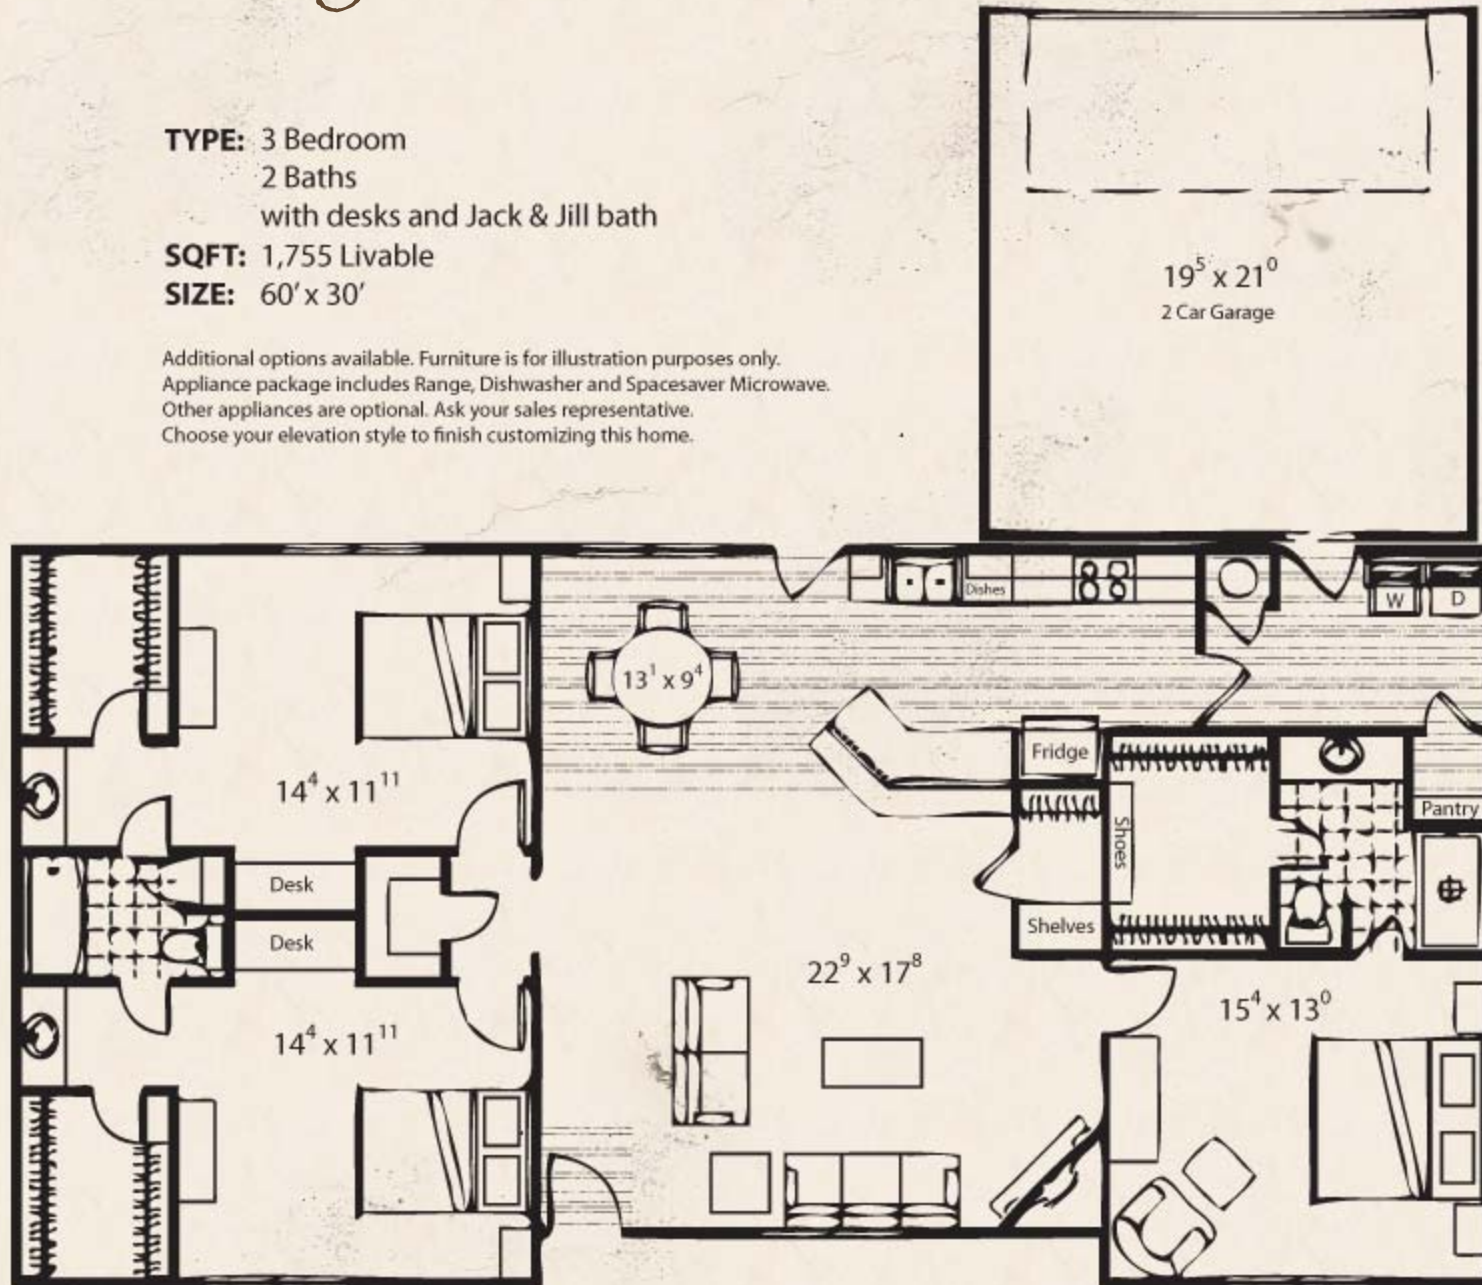 TYPE: 3 Bedroom
2 Baths
with desks and Jack & Jill bath
SQFT: 1,755 Livable
SIZE: 60' x 30'
Additional options available. Furniture is for illustration purposes only.
Appliance package includes Range, Dishwasher and Spacesaver Microwave.
Other appliances are optional. Ask your sales representative.
Choose your elevation style to finish customizing this home.
19⁵ x 21⁰
2 Car Garage
Dishes
W
D
13¹ x 9⁴
Fridge
14⁴ x 11¹¹
Pantry
Shoes
Desk
Shelves
Desk
22⁹ x 17⁸
15⁴ x 13⁰
14⁴ x 11¹¹